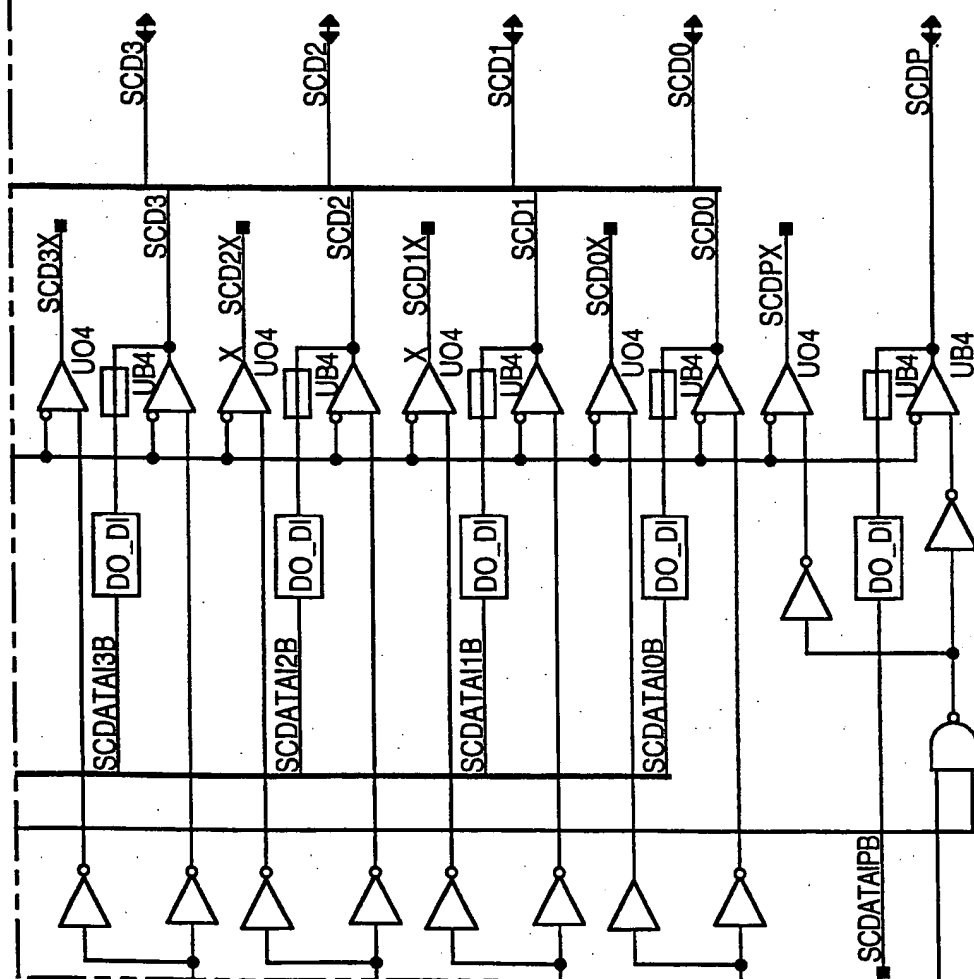 SCD3
SCD2
SCD1
SCD0
SCDP
SCD3X
SCD3
SCD2X
SCD2
SCD1X
SCD1
SCD0X
SCD0
SCDPX
UO4
UB4
X
UO4
UB4
X
UO4
UB4
UO4
UB4
UO4
UB4
UB4
DO_DI
DO_DI
DO_DI
DO_DI
DO_DI
SCDATAI3B
SCDATAI2B
SCDATAI1B
SCDATAI0B
SCDATAIPB